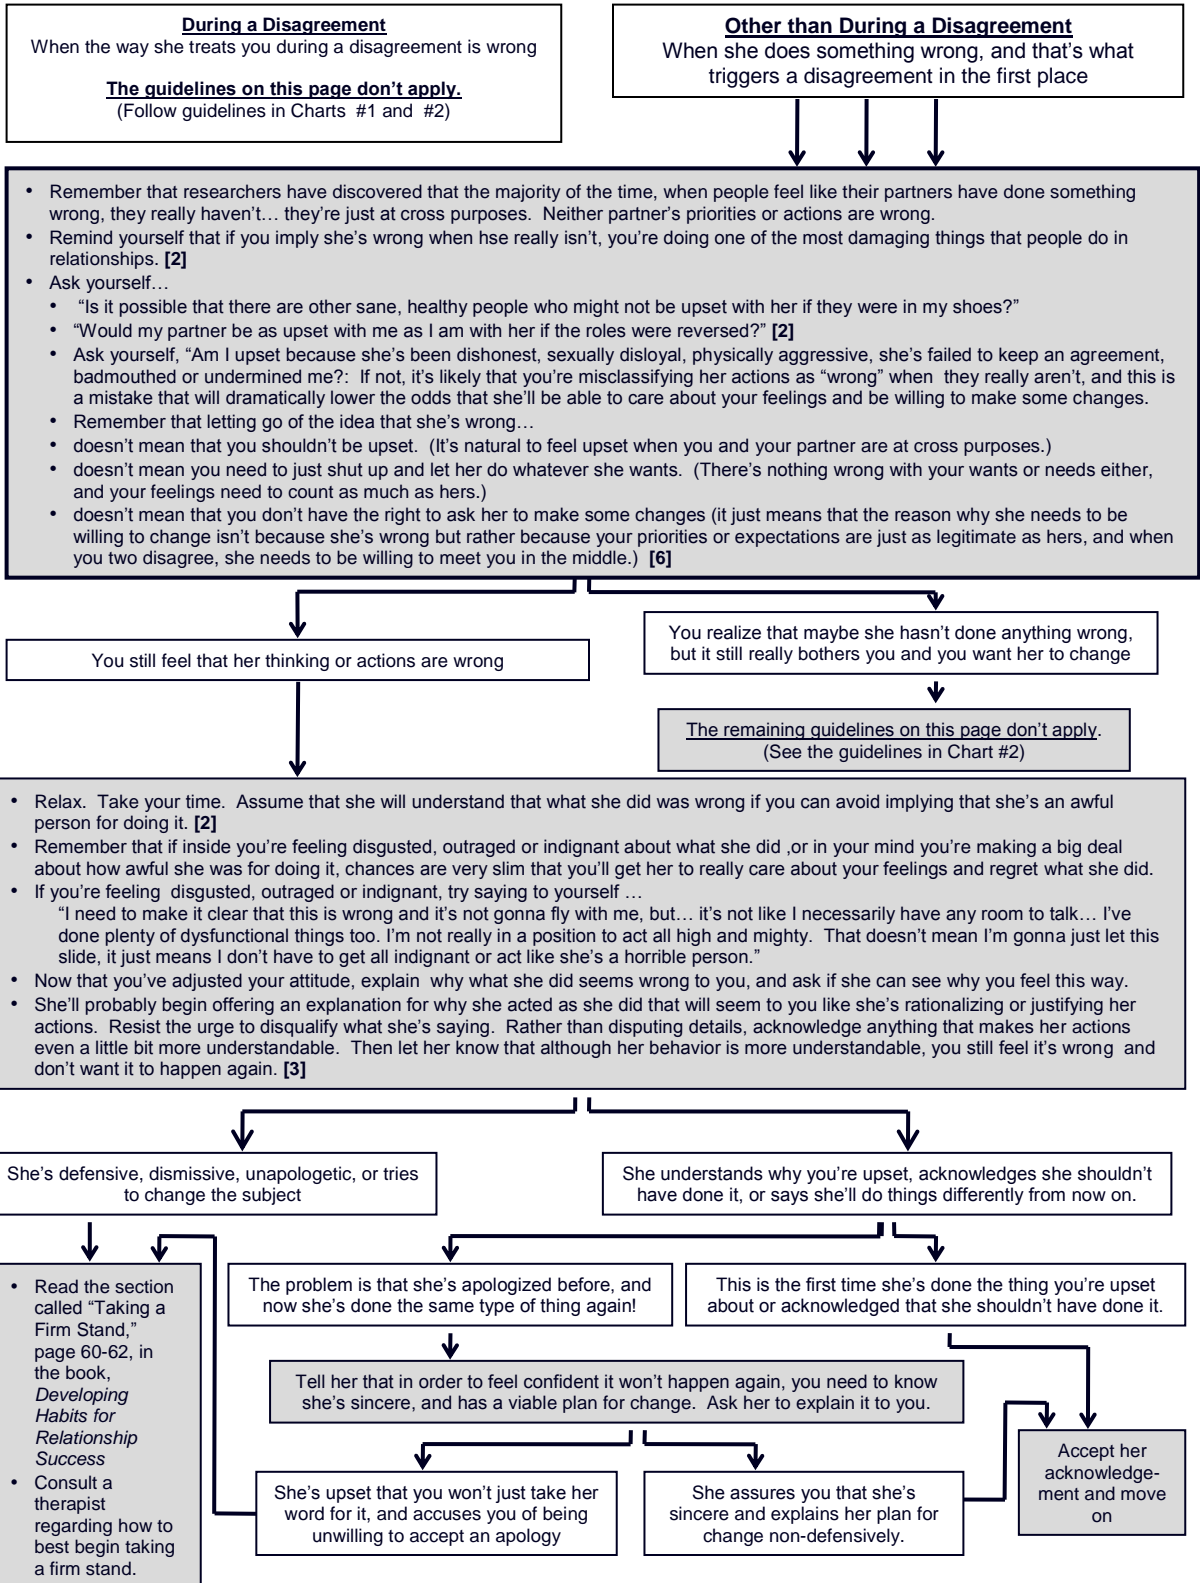 During a Disagreement
When the way she treats you during a disagreement is wrong
The guidelines on this page don’t apply.
(Follow guidelines in Charts #1 and #2)
Other than During a Disagreement
When she does something wrong, and that’s what
triggers a disagreement in the first place
• Remember that researchers have discovered that the majority of the time, when people feel like their partners have done something
wrong, they really haven’t… they’re just at cross purposes. Neither partner’s priorities or actions are wrong.
• Remind yourself that if you imply she’s wrong when hse really isn’t, you’re doing one of the most damaging things that people do in
relationships. [2]
• Ask yourself…
• “Is it possible that there are other sane, healthy people who might not be upset with her if they were in my shoes?”
• “Would my partner be as upset with me as I am with her if the roles were reversed?” [2]
• Ask yourself, “Am I upset because she’s been dishonest, sexually disloyal, physically aggressive, she’s failed to keep an agreement,
badmouthed or undermined me?: If not, it’s likely that you’re misclassifying her actions as “wrong” when they really aren’t, and this is
a mistake that will dramatically lower the odds that she’ll be able to care about your feelings and be willing to make some changes.
• Remember that letting go of the idea that she’s wrong…
• doesn’t mean that you shouldn’t be upset. (It’s natural to feel upset when you and your partner are at cross purposes.)
• doesn’t mean you need to just shut up and let her do whatever she wants. (There’s nothing wrong with your wants or needs either,
and your feelings need to count as much as hers.)
• doesn’t mean that you don’t have the right to ask her to make some changes (it just means that the reason why she needs to be
willing to change isn’t because she’s wrong but rather because your priorities or expectations are just as legitimate as hers, and when
you two disagree, she needs to be willing to meet you in the middle.) [6]
You still feel that her thinking or actions are wrong
You realize that maybe she hasn’t done anything wrong,
but it still really bothers you and you want her to change
The remaining guidelines on this page don’t apply.
(See the guidelines in Chart #2)
• Relax. Take your time. Assume that she will understand that what she did was wrong if you can avoid implying that she’s an awful
person for doing it. [2]
• Remember that if inside you’re feeling disgusted, outraged or indignant about what she did ,or in your mind you’re making a big deal
about how awful she was for doing it, chances are very slim that you’ll get her to really care about your feelings and regret what she did.
• If you’re feeling disgusted, outraged or indignant, try saying to yourself …
“I need to make it clear that this is wrong and it’s not gonna fly with me, but… it’s not like I necessarily have any room to talk… I’ve
done plenty of dysfunctional things too. I’m not really in a position to act all high and mighty. That doesn’t mean I’m gonna just let this
slide, it just means I don’t have to get all indignant or act like she’s a horrible person.”
• Now that you’ve adjusted your attitude, explain why what she did seems wrong to you, and ask if she can see why you feel this way.
• She’ll probably begin offering an explanation for why she acted as she did that will seem to you like she’s rationalizing or justifying her
actions. Resist the urge to disqualify what she’s saying. Rather than disputing details, acknowledge anything that makes her actions
even a little bit more understandable. Then let her know that although her behavior is more understandable, you still feel it’s wrong and
don’t want it to happen again. [3]
She’s defensive, dismissive, unapologetic, or tries
to change the subject
She understands why you’re upset, acknowledges she shouldn’t
have done it, or says she’ll do things differently from now on.
• Read the section
called “Taking a
Firm Stand,”
page 60-62, in
the book,
Developing
Habits for
Relationship
Success
• Consult a
therapist
regarding how to
best begin taking
a firm stand.
The problem is that she’s apologized before, and
now she’s done the same type of thing again!
This is the first time she’s done the thing you’re upset
about or acknowledged that she shouldn’t have done it.
Tell her that in order to feel confident it won’t happen again, you need to know
she’s sincere, and has a viable plan for change. Ask her to explain it to you.
She’s upset that you won’t just take her
word for it, and accuses you of being
unwilling to accept an apology
She assures you that she’s
sincere and explains her plan for
change non-defensively.
Accept her
acknowledge-
ment and move
on